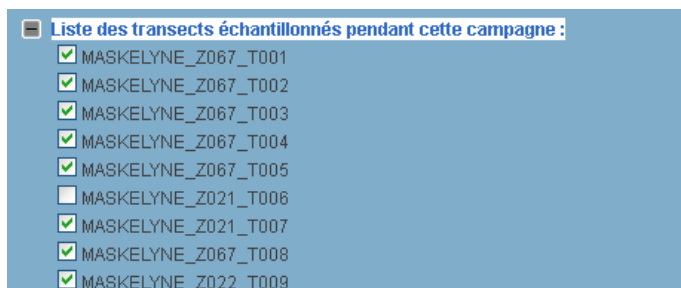 Liste des transects échantillonnés pendant cette campagne :
MASKELYNE_Z067_T001
MASKELYNE_Z067_T002
MASKELYNE_Z067_T003
MASKELYNE_Z067_T004
MASKELYNE_Z067_T005
MASKELYNE_Z021_T006
MASKELYNE_Z021_T007
MASKELYNE_Z067_T008
MASKELYNE_Z022_T009